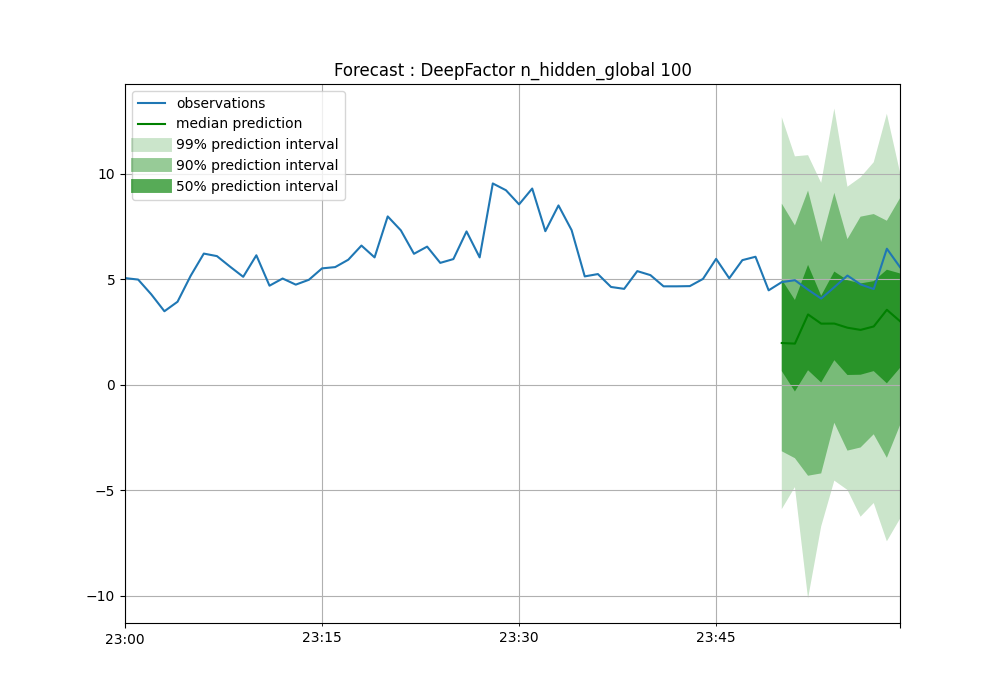 Forecast : DeepFactor n_hidden_global 100
observations
median prediction
99% prediction interval
90% prediction interval
50% prediction interval
10
5
0
−5
−10
23:00
23:15
23:30
23:45